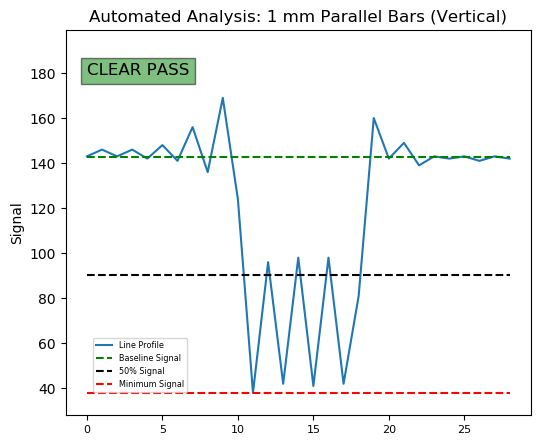 Automated Analysis: 1 mm Parallel Bars (Vertical)
CLEAR PASS
Signal
180
160
140
120
100
80
60
40
Line Profile
Baseline Signal
50% Signal
Minimum Signal
0 5 10 15 20 25